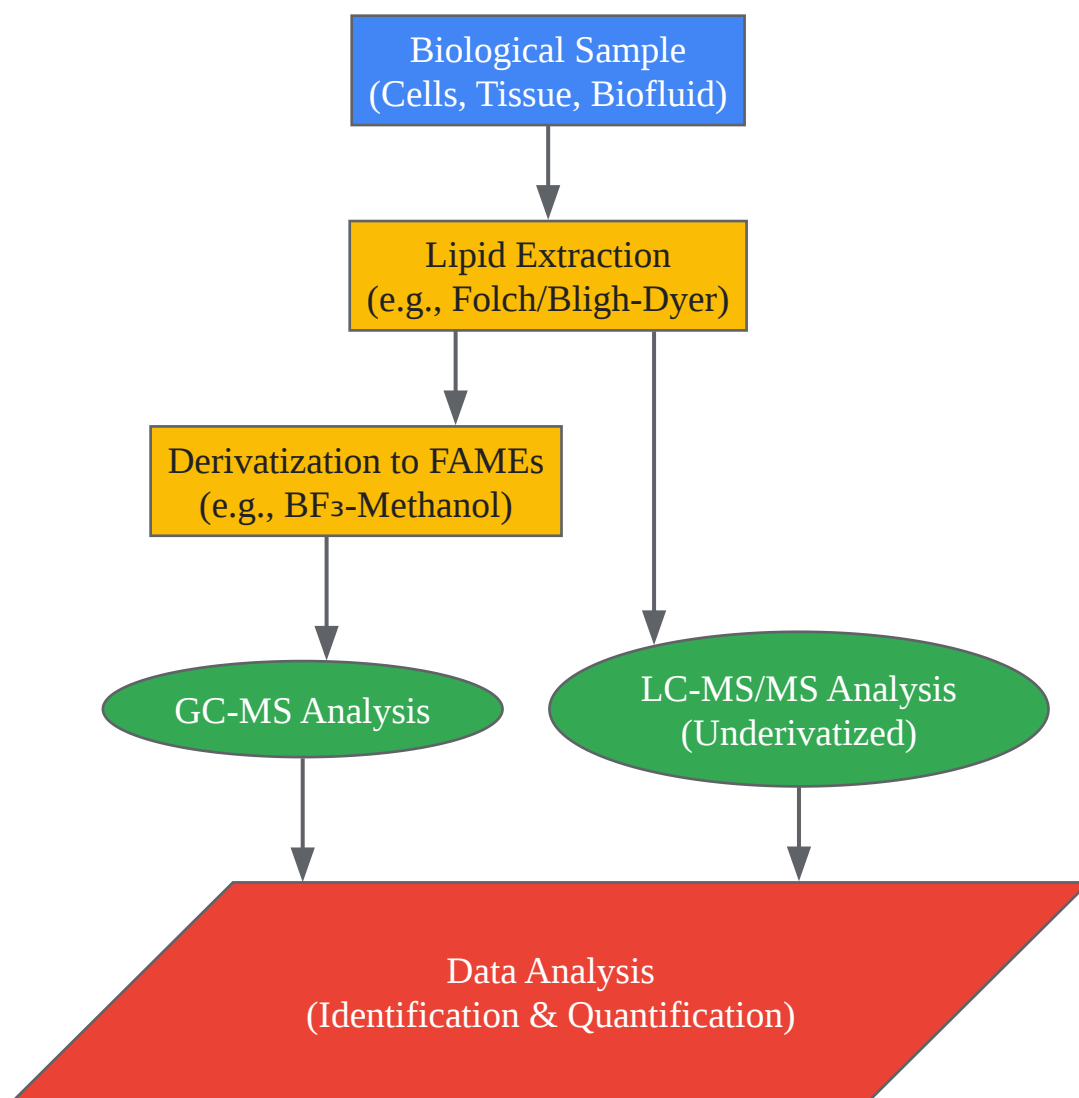 Biological Sample
(Cells, Tissue, Biofluid)
Lipid Extraction
(e.g., Folch/Bligh-Dyer)
Derivatization to FAMEs
(e.g., BF₃-Methanol)
GC-MS Analysis
LC-MS/MS Analysis
(Underivatized)
Data Analysis
(Identification & Quantification)